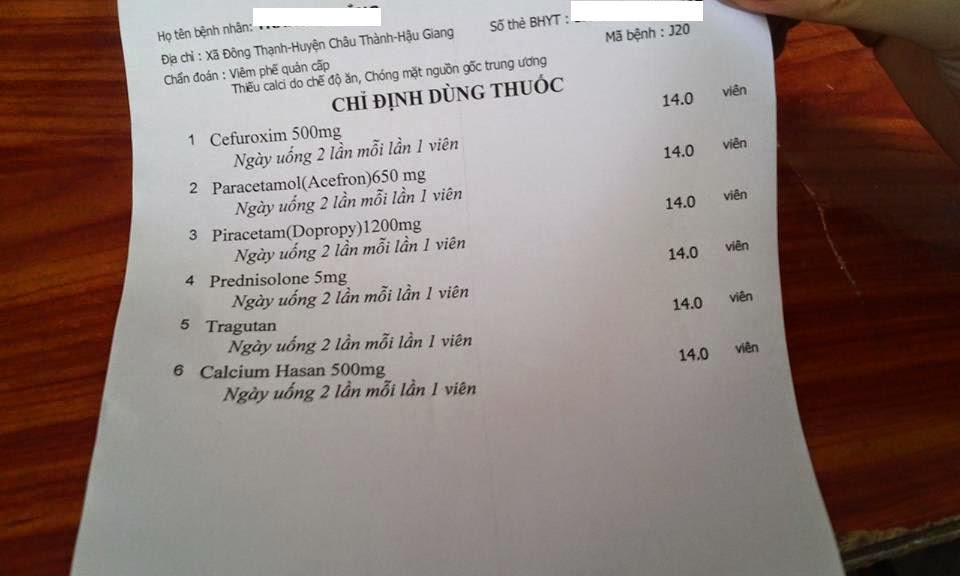 Họ tên bệnh nhân:
Số thẻ BHYT :
Địa chỉ : Xã Đông Thạnh-Huyện Châu Thành-Hậu Giang
Mã bệnh : J20
Chẩn đoán : Viêm phế quản cấp
Thiếu calci do chế độ ăn, Chóng mặt nguồn gốc trung ương
CHỈ ĐỊNH DÙNG THUỐC
1 Cefuroxim 500mg 14.0 viên
Ngày uống 2 lần mỗi lần 1 viên
2 Paracetamol(Acefron)650 mg 14.0 viên
Ngày uống 2 lần mỗi lần 1 viên
3 Piracetam(Dopropy)1200mg 14.0 viên
Ngày uống 2 lần mỗi lần 1 viên
4 Prednisolone 5mg 14.0 viên
Ngày uống 2 lần mỗi lần 1 viên
5 Tragutan 14.0 viên
Ngày uống 2 lần mỗi lần 1 viên
6 Calcium Hasan 500mg 14.0 viên
Ngày uống 2 lần mỗi lần 1 viên